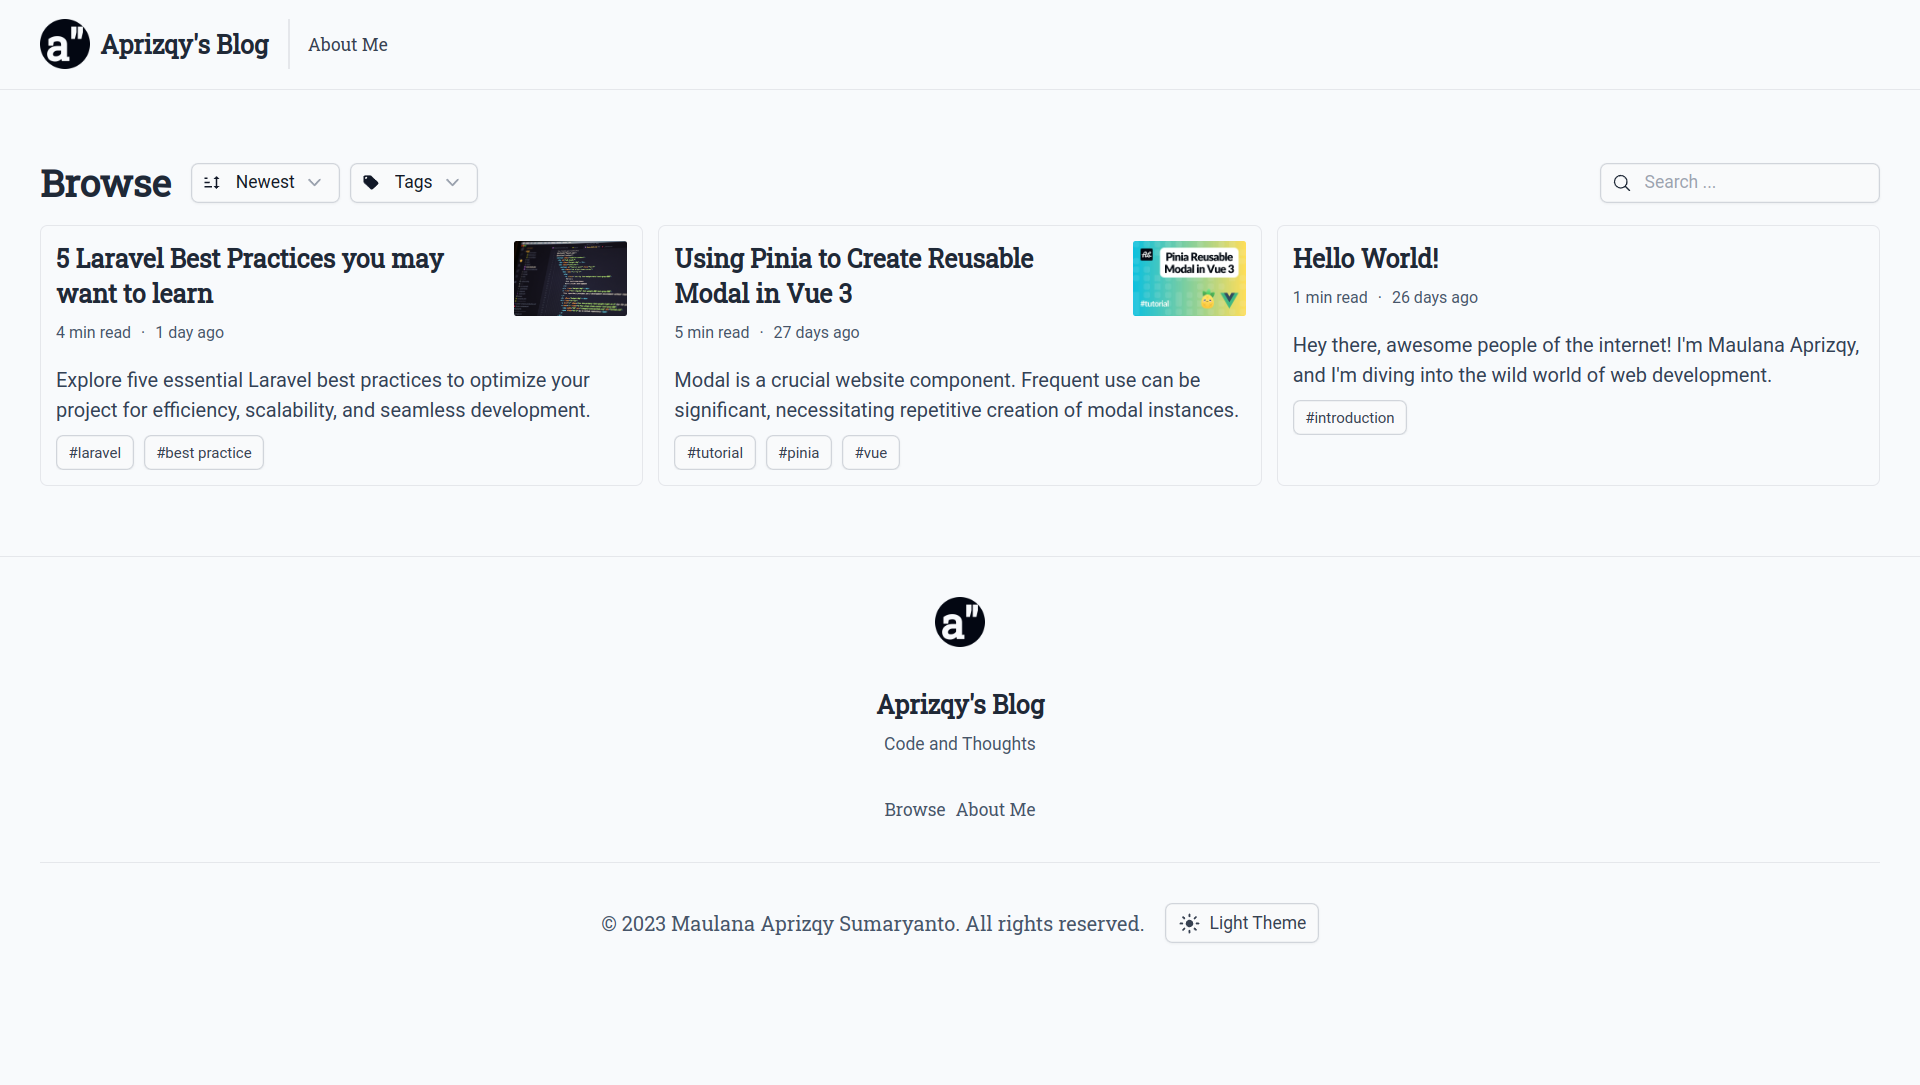 a"
Aprizqy's Blog
About Me
Browse
Newest
Tags
Search ...
5 Laravel Best Practices you may
want to learn
4 min read · 1 day ago
Explore five essential Laravel best practices to optimize your
project for efficiency, scalability, and seamless development.
#laravel
#best practice
Using Pinia to Create Reusable
Modal in Vue 3
5 min read · 27 days ago
Pinia Reusable
Modal in Vue 3
#tutorial
Modal is a crucial website component. Frequent use can be
significant, necessitating repetitive creation of modal instances.
#tutorial
#pinia
#vue
Hello World!
1 min read · 26 days ago
Hey there, awesome people of the internet! I'm Maulana Aprizqy,
and I'm diving into the wild world of web development.
#introduction
a"
Aprizqy's Blog
Code and Thoughts
Browse About Me
© 2023 Maulana Aprizqy Sumaryanto. All rights reserved.
Light Theme